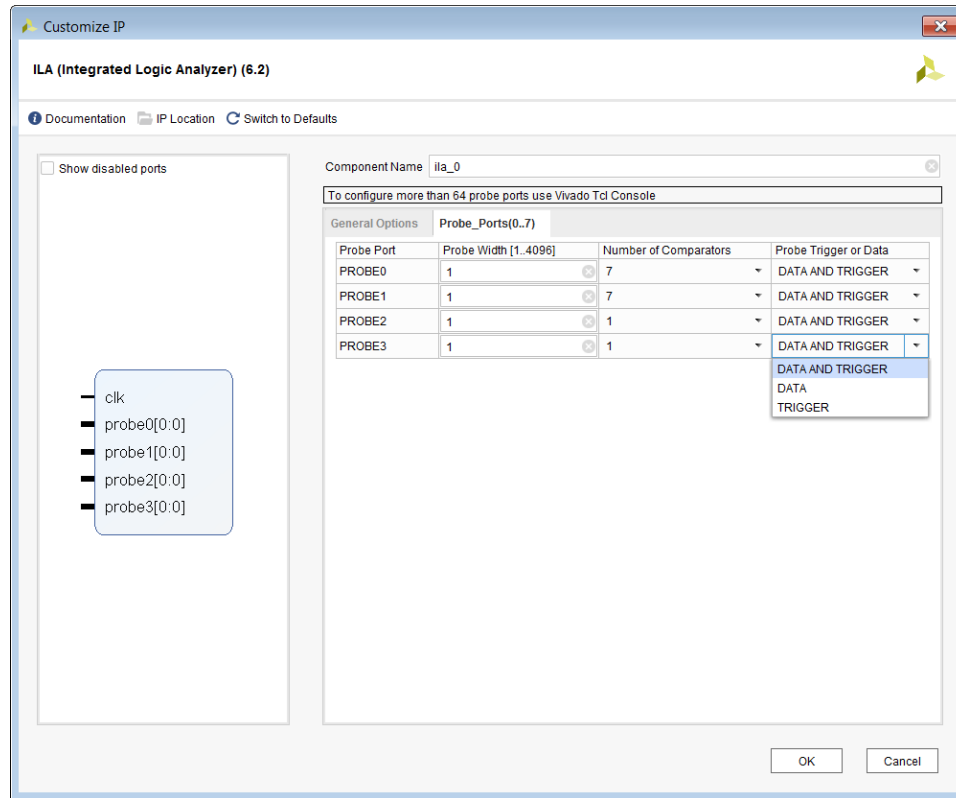 Customize IP
ILA (Integrated Logic Analyzer) (6.2)
Documentation IP Location Switch to Defaults
Show disabled ports
clk
probe0[0:0]
probe1[0:0]
probe2[0:0]
probe3[0:0]
Component Name ila_0
To configure more than 64 probe ports use Vivado Tcl Console
General Options Probe_Ports(0..7)
Probe Port Probe Width [1..4096] Number of Comparators Probe Trigger or Data
PROBE0 1 7 DATA AND TRIGGER
PROBE1 1 7 DATA AND TRIGGER
PROBE2 1 1 DATA AND TRIGGER
PROBE3 1 1 DATA AND TRIGGER
DATA AND TRIGGER
DATA
TRIGGER
OK Cancel